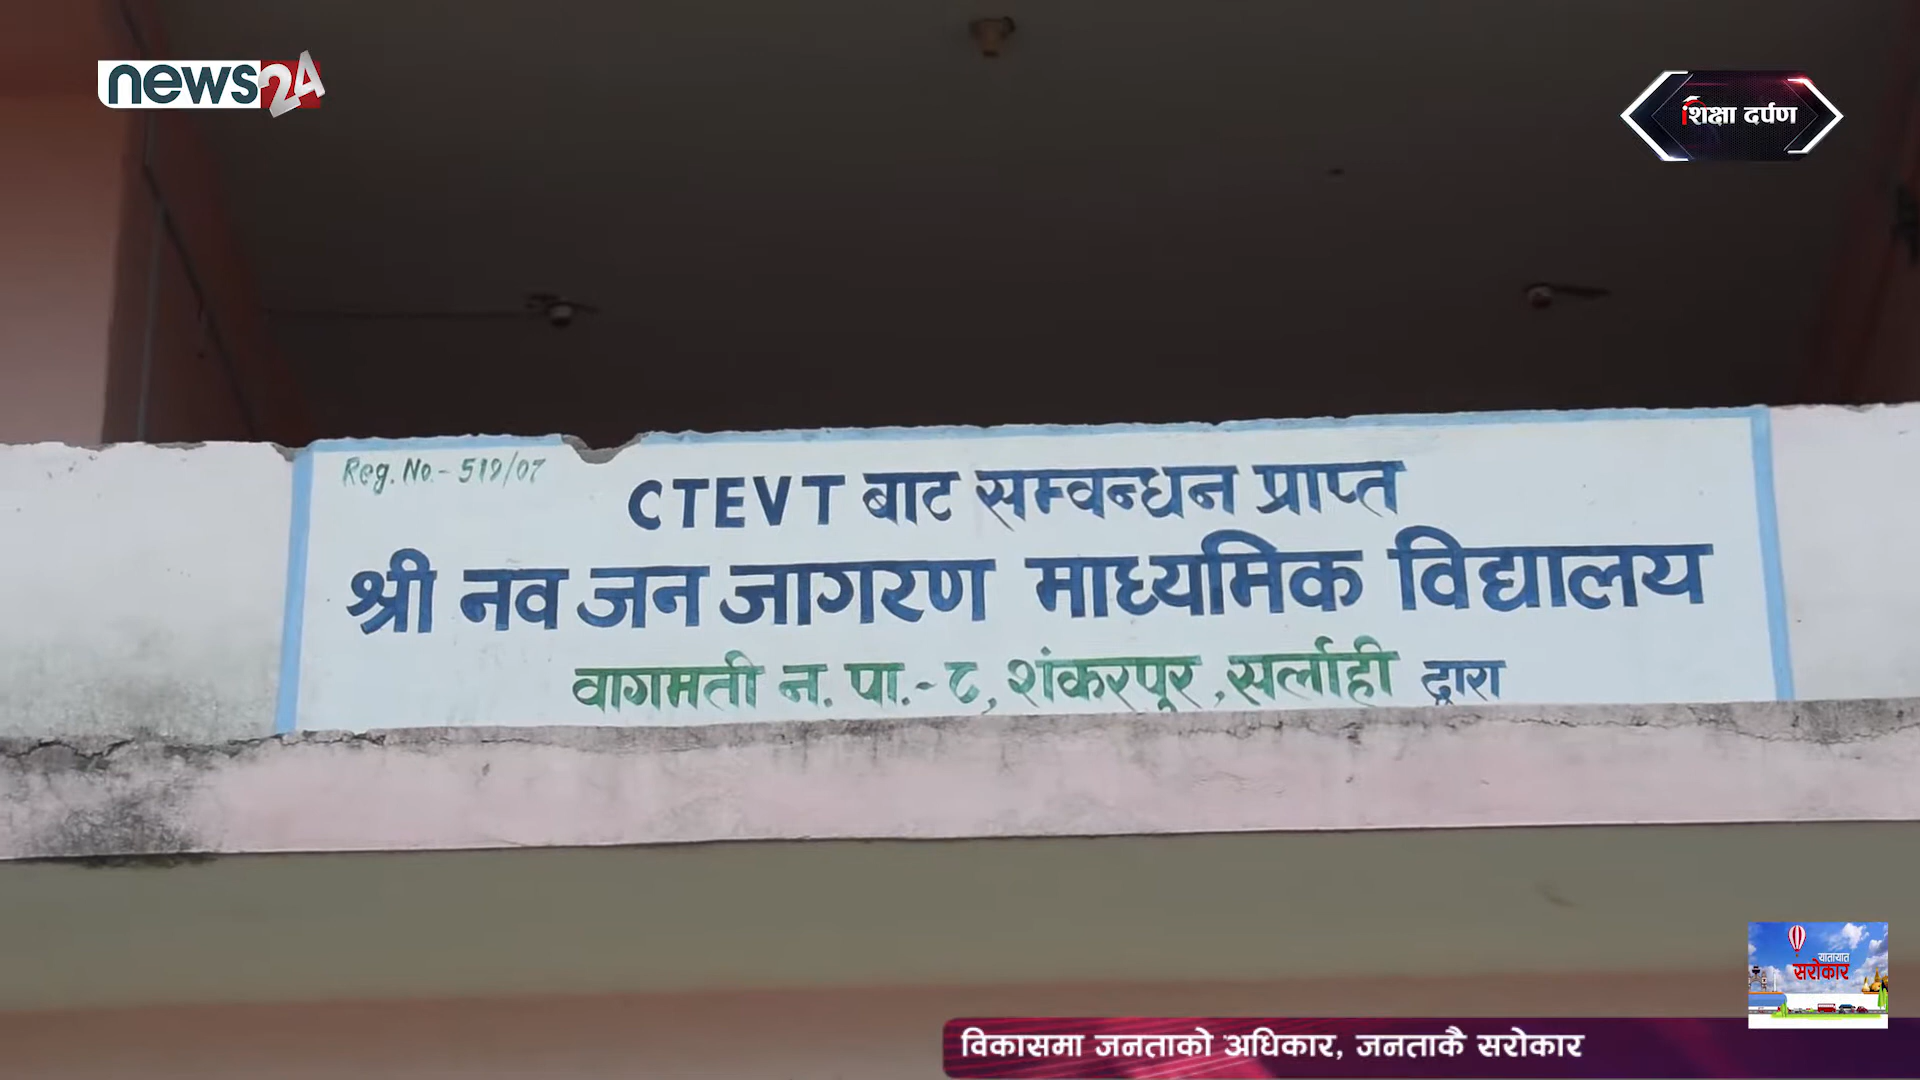 news24
शिक्षा दर्पण
Reg. No.- 519/07
CTEVT बाट सम्वन्धन प्राप्त
श्री नव जन जागरण माध्यमिक विद्यालय
वागमती न. पा.- ८, शंकरपुर, सर्लाही द्वारा
यातायात
सरोकार
विकासमा जनताको अधिकार, जनताकै सरोकार